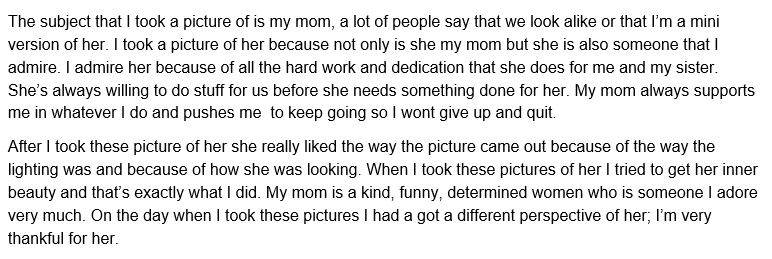 The subject that I took a picture of is my mom, a lot of people say that we look alike or that I’m a mini
version of her. I took a picture of her because not only is she my mom but she is also someone that I
admire. I admire her because of all the hard work and dedication that she does for me and my sister.
She’s always willing to do stuff for us before she needs something done for her. My mom always supports
me in whatever I do and pushes me  to keep going so I wont give up and quit.
After I took these picture of her she really liked the way the picture came out because of the way the
lighting was and because of how she was looking. When I took these pictures of her I tried to get her inner
beauty and that’s exactly what I did. My mom is a kind, funny, determined women who is someone I adore
very much. On the day when I took these pictures I had a got a different perspective of her; I’m very
thankful for her.